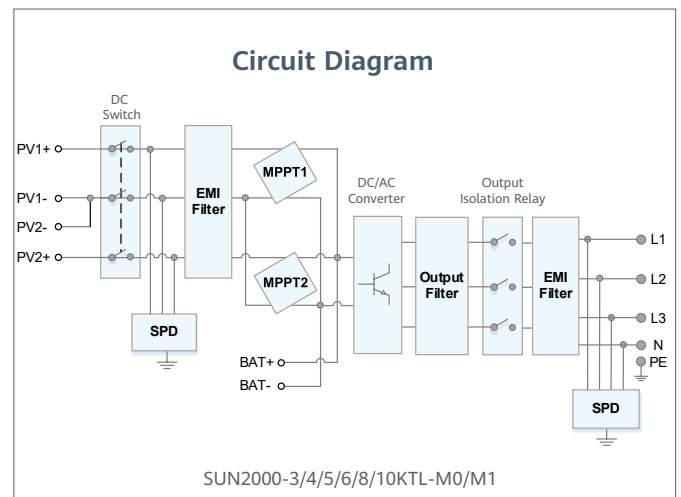 Circuit Diagram
DC
Switch
PV1+
PV1-
PV2-
PV2+
EMI
Filter
MPPT1
MPPT2
SPD
BAT+
BAT-
DC/AC
Converter
Output
Filter
Output
Isolation Relay
EMI
Filter
L1
L2
L3
N
PE
SPD
SUN2000-3/4/5/6/8/10KTL-M0/M1